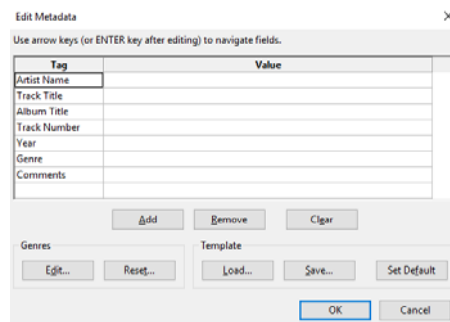 Edit Metadata
Use arrow keys (or ENTER key after editing) to navigate fields.
Tag Value
Artist Name
Track Title
Album Title
Track Number
Year
Genre
Comments
Add Remove Clear
Genres Template
Edit... Reset... Load... Save... Set Default
OK Cancel